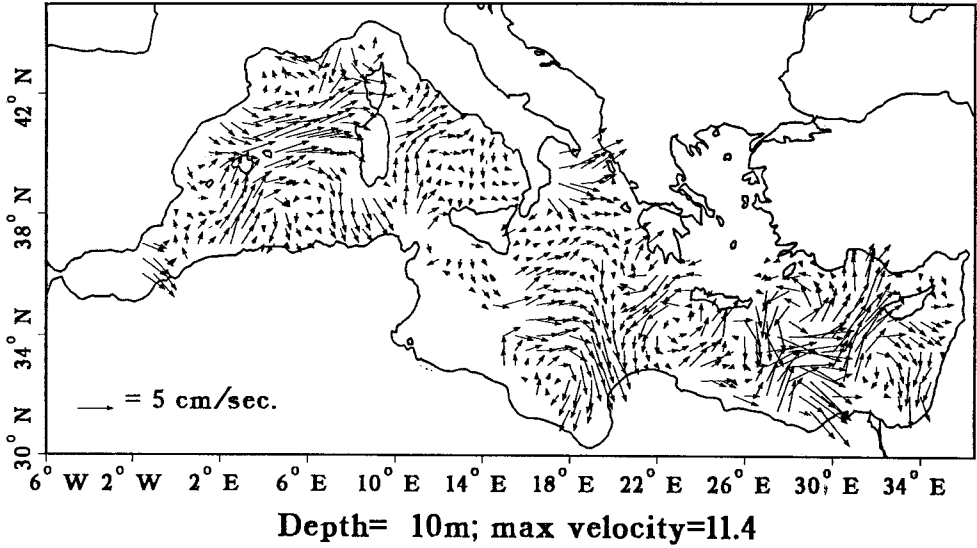 42° N
38° N
34° N
30° N
= 5 cm/sec.
6° W 2° W 2° E 6° E 10° E 14° E 18° E 22° E 26° E 30° E 34° E
Depth= 10m; max velocity=11.4